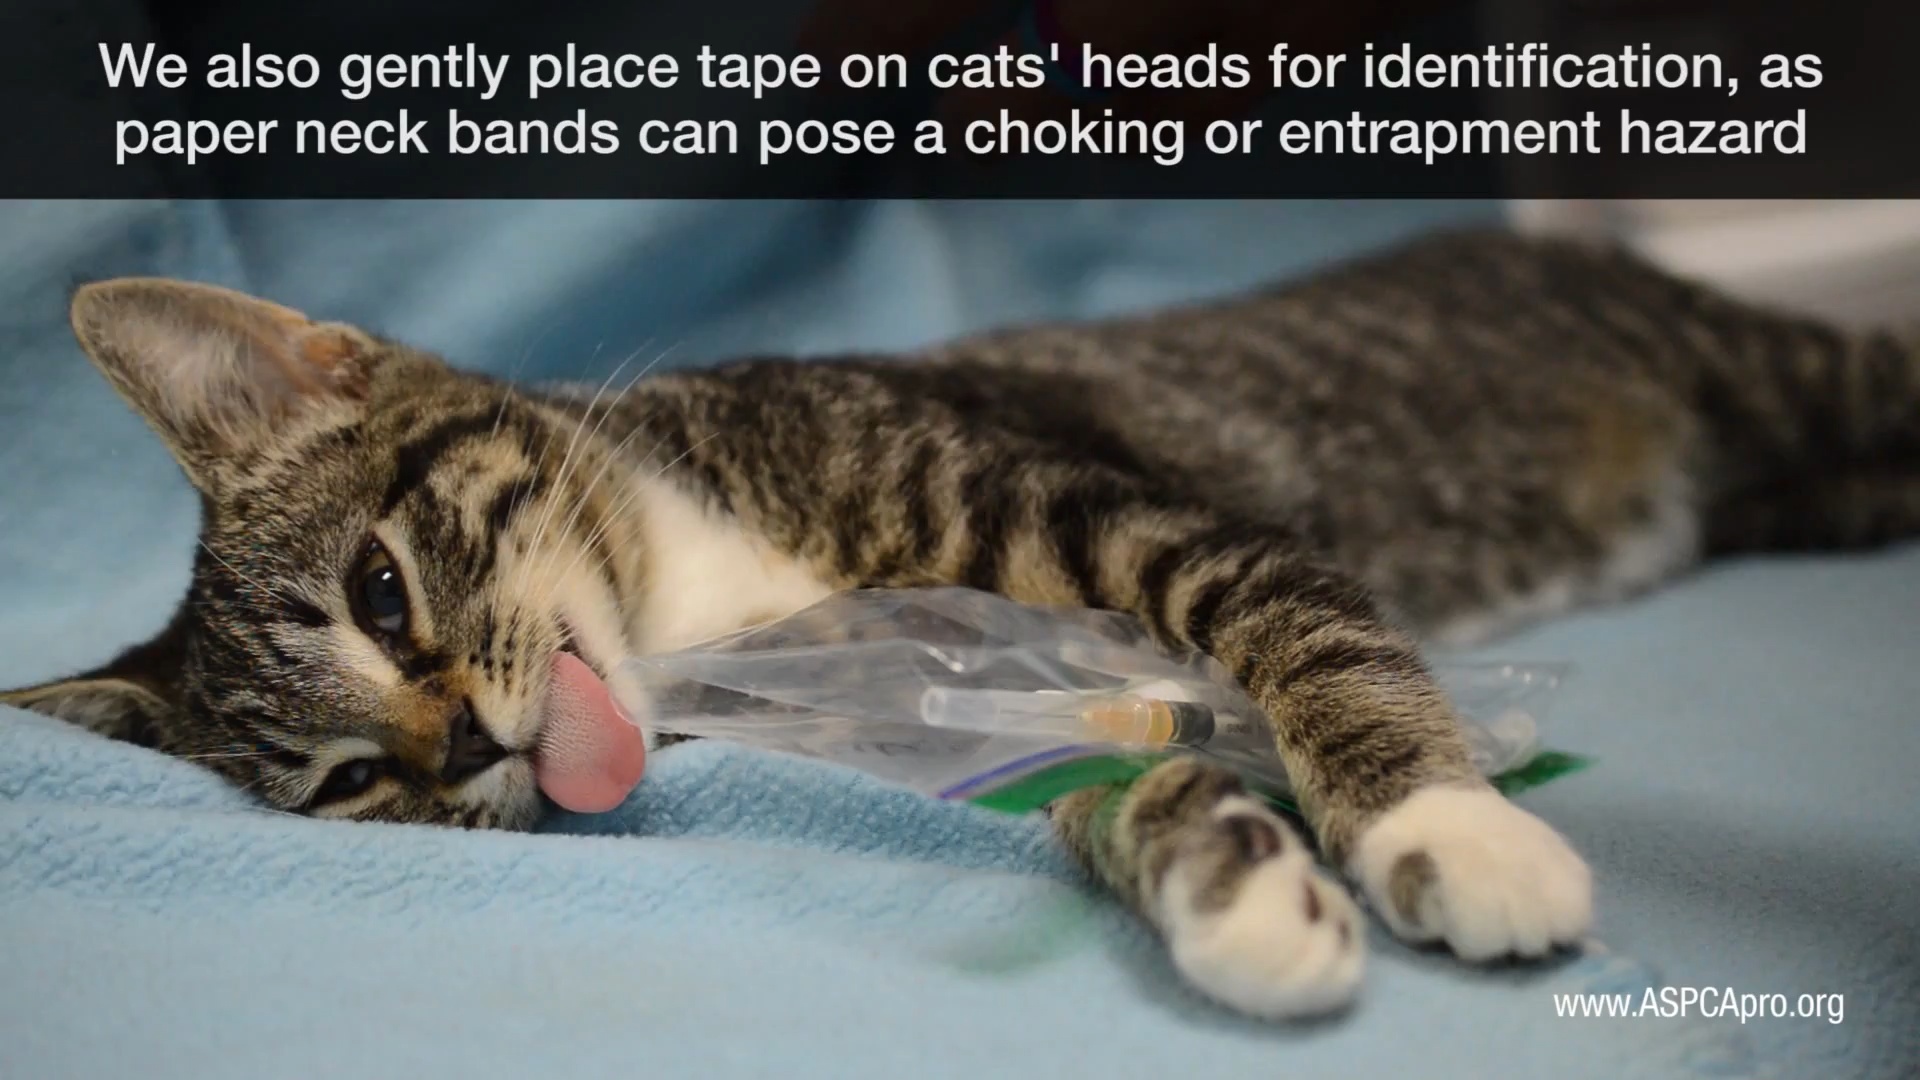 We also gently place tape on cats' heads for identification, as
paper neck bands can pose a choking or entrapment hazard
www.ASPCApro.org